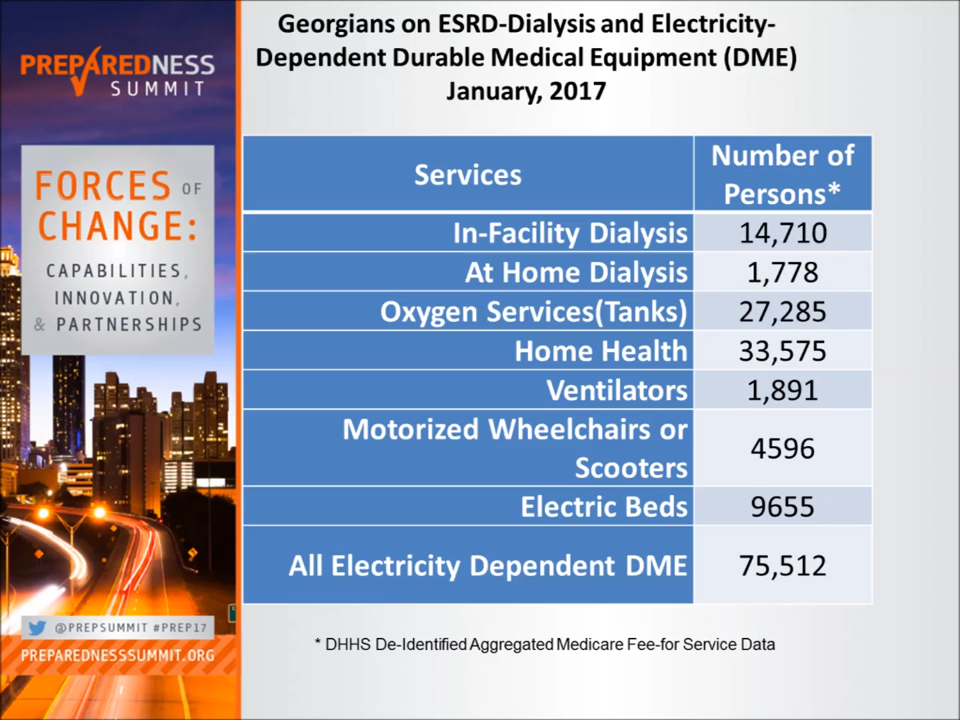 PREPAREDNESS
SUMMIT
FORCES OF
CHANGE:
CAPABILITIES,
INNOVATION,
& PARTNERSHIPS
@PREPSUMMIT #PREP17
PREPAREDNESSSUMMIT.ORG
Georgians on ESRD-Dialysis and Electricity-
Dependent Durable Medical Equipment (DME)
January, 2017
Services
Number of
Persons*
In-Facility Dialysis 14,710
At Home Dialysis 1,778
Oxygen Services(Tanks) 27,285
Home Health 33,575
Ventilators 1,891
Motorized Wheelchairs or
Scooters 4596
Electric Beds 9655
All Electricity Dependent DME 75,512
* DHHS De-Identified Aggregated Medicare Fee-for Service Data